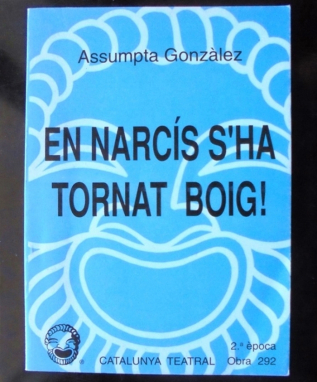 Assumpta Gonzàlez
EN NARCÍS S'HA
TORNAT BOIG!
2.ª època
CATALUNYA TEATRAL Obra 292